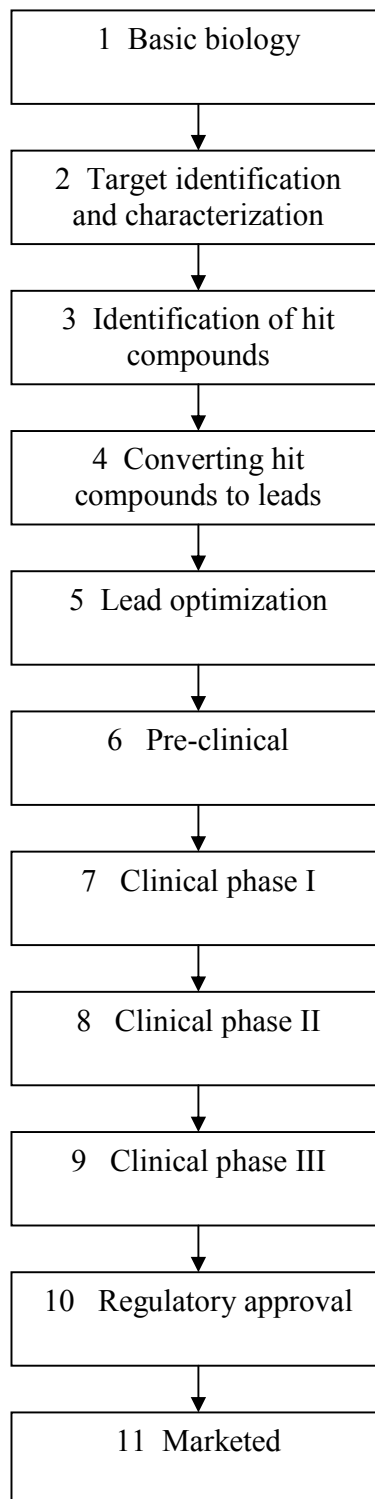 1 Basic biology
2 Target identification
and characterization
3 Identification of hit
compounds
4 Converting hit
compounds to leads
5 Lead optimization
6 Pre-clinical
7 Clinical phase I
8 Clinical phase II
9 Clinical phase III
10 Regulatory approval
11 Marketed